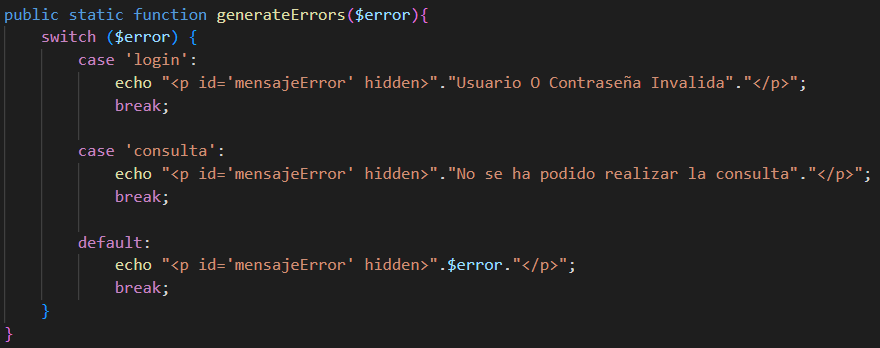 public static function generateErrors($error){
switch ($error) {
case 'login':
echo "<p id='mensajeError' hidden>"."Usuario O Contraseña Invalida"."</p>";
break;
case 'consulta':
echo "<p id='mensajeError' hidden>"."No se ha podido realizar la consulta"."</p>";
break;
default:
echo "<p id='mensajeError' hidden>".$error."</p>";
break;
}
}